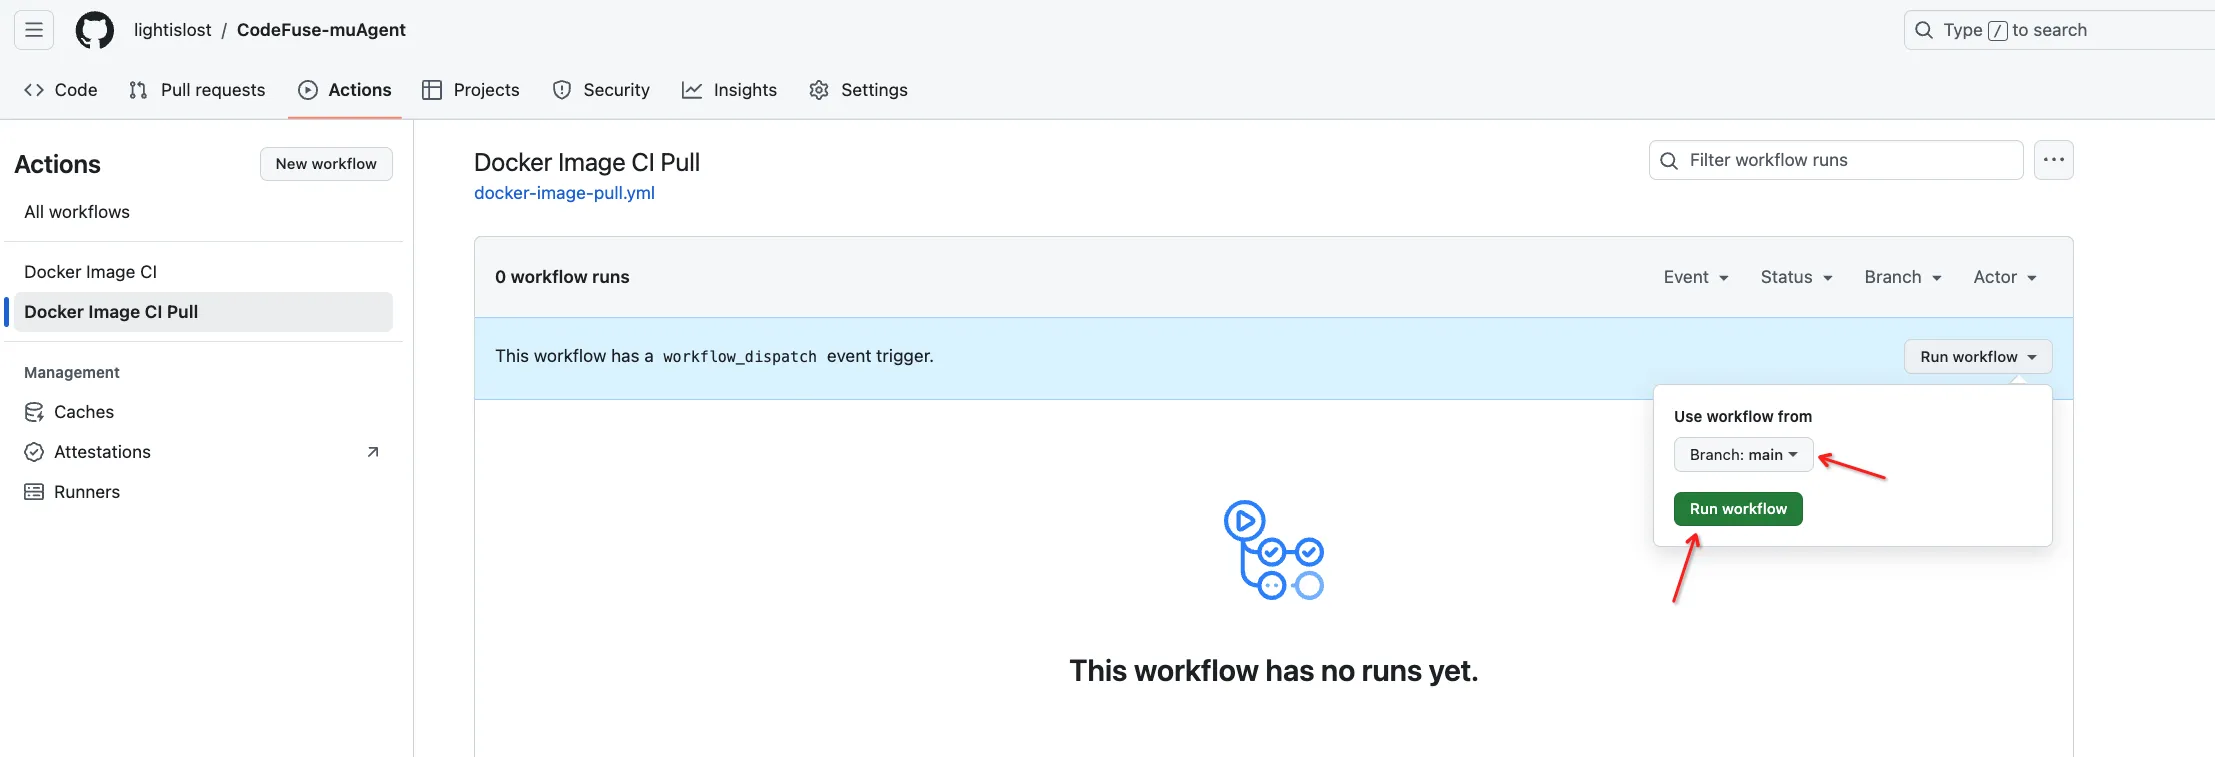 lightislost / CodeFuse-muAgent
Type / to search
Code Pull requests Actions Projects Security Insights Settings
Actions
New workflow
All workflows
Docker Image CI
Docker Image CI Pull
Management
Caches
Attestations
Runners
Docker Image CI Pull
docker-image-pull.yml
Filter workflow runs
0 workflow runs
Event Status Branch Actor
This workflow has a workflow_dispatch event trigger.
Run workflow
Use workflow from
Branch: main
Run workflow
This workflow has no runs yet.